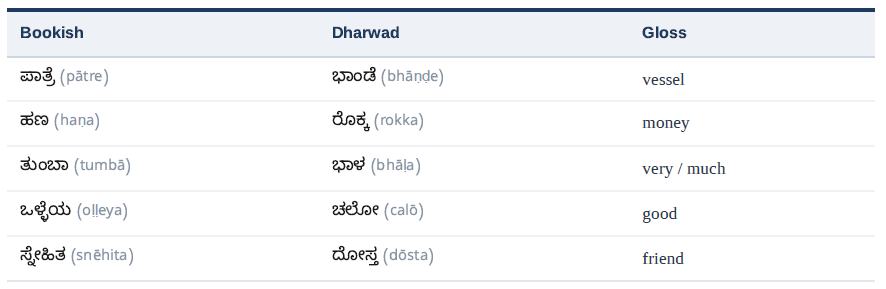 Bookish Dharwad Gloss
ಪಾತ್ರೆ (pātre) ಭಾಂಡೆ (bhāṇḍe) vessel
ಹಣ (haṇa) ರೊಕ್ಕ (rokka) money
ತುಂಬಾ (tumbā) ಭಾಳ (bhāḷa) very / much
ಒಳ್ಳೆಯ (oḷḷeya) ಚಲೋ (calō) good
ಸ್ನೇಹಿತ (snēhita) ದೋಸ್ತ (dōsta) friend